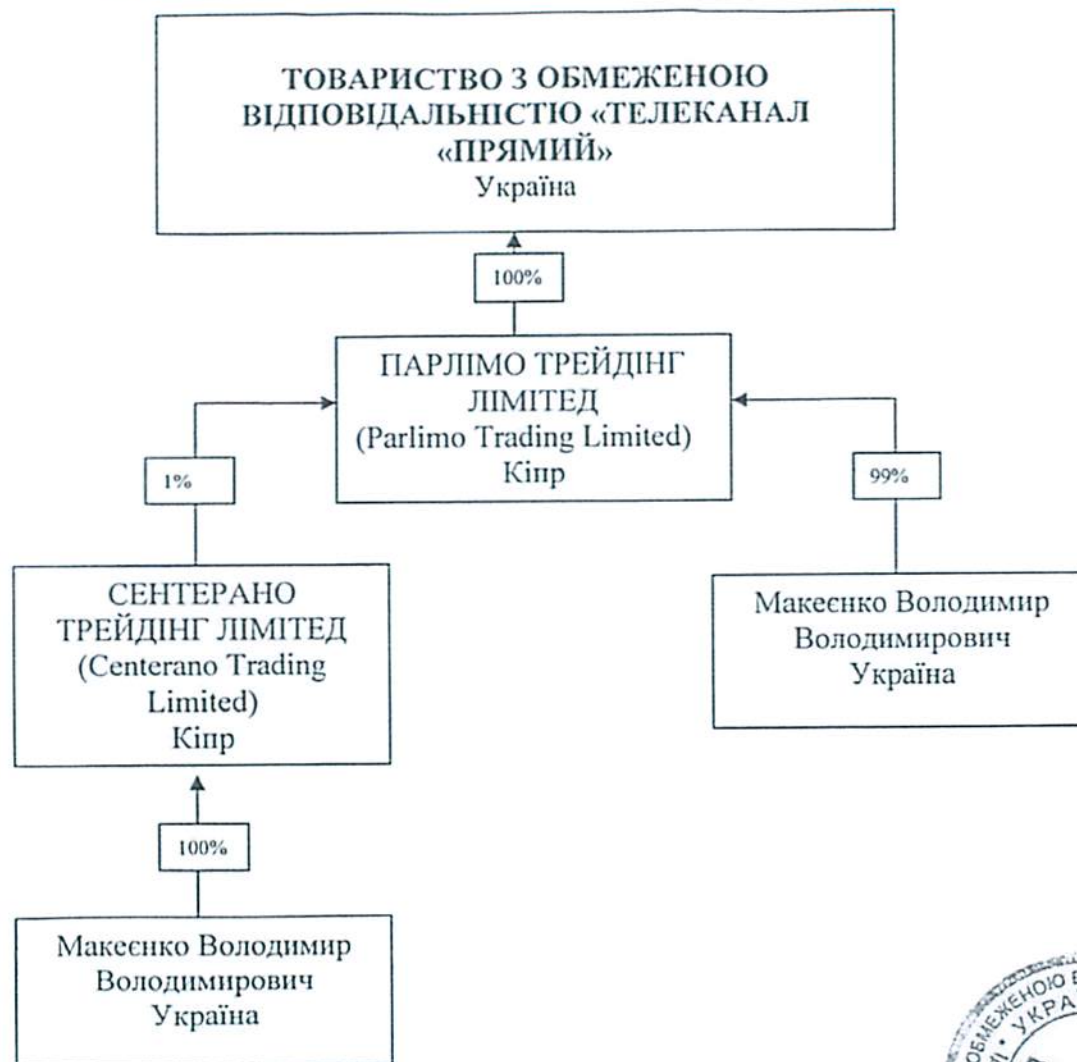 ТОВАРИСТВО З ОБМЕЖЕНОЮ
ВІДПОВІДАЛЬНІСТЮ «ТЕЛЕКАНАЛ
«ПРЯМИЙ»
Україна
100%
ПАРЛІМО ТРЕЙДІНГ
ЛІМІТЕД
(Parlimo Trading Limited)
Кіпр
1%
99%
СЕНТЕРАНО
ТРЕЙДІНГ ЛІМІТЕД
(Centerano Trading
Limited)
Кіпр
Макеєнко Володимир
Володимирович
Україна
100%
Макеєнко Володимир
Володимирович
Україна